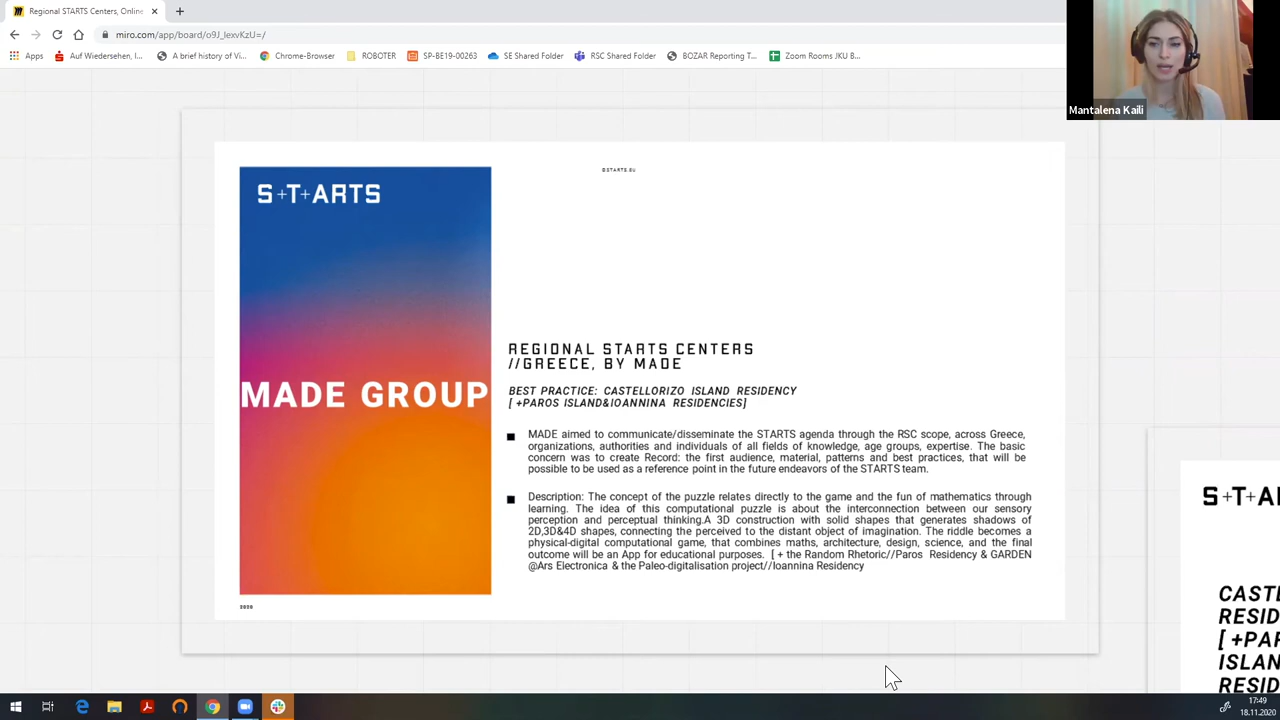 Regional STARTS Centers, Online
miro.com/app/board/o9J_lexvKzU=/
Apps
Auf Wiedersehen, I...
A brief history of Vi...
Chrome-Browser
ROBOTER
SP-BE19-00263
SE Shared Folder
RSC Shared Folder
BOZAR Reporting T...
Zoom Rooms JKU B...
Mantalena Kaili
S+T+ARTS
©STARTS.EU
MADE GROUP
REGIONAL STARTS CENTERS
//GREECE, BY MADE
BEST PRACTICE: CASTELLORIZO ISLAND RESIDENCY
[ +PAROS ISLAND&IOANNINA RESIDENCIES]
MADE aimed to communicate/disseminate the STARTS agenda through the RSC scope, across Greece,
organizations, authorities and individuals of all fields of knowledge, age groups, expertise. The basic
concern was to create Record: the first audience, material, patterns and best practices, that will be
possible to be used as a reference point in the future endeavors of the STARTS team.
Description: The concept of the puzzle relates directly to the game and the fun of mathematics through
learning. The idea of this computational puzzle is about the interconnection between our sensory
perception and perceptual thinking.A 3D construction with solid shapes that generates shadows of
2D,3D&4D shapes, connecting the perceived to the distant object of imagination. The riddle becomes a
physical-digital computational game, that combines maths, architecture, design, science, and the final
outcome will be an App for educational purposes. [ + the Random Rhetoric//Paros Residency & GARDEN
@Ars Electronica & the Paleo-digitalisation project//Ioannina Residency
2020
S+T+A
CASTE
RESID
[ +PAR
ISLAN
RESID
17:49
18.11.2020